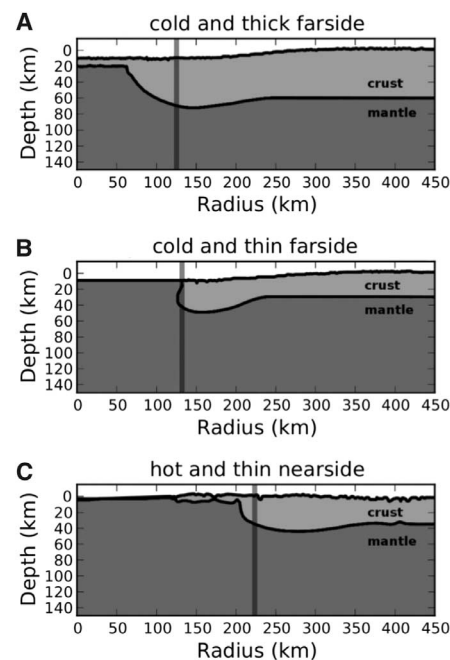 A
cold and thick farside
0
20
40
60
80
100
120
140
Depth (km)
crust
mantle
0 50 100 150 200 250 300 350 400 450
Radius (km)
B
cold and thin farside
0
20
40
60
80
100
120
140
Depth (km)
crust
mantle
0 50 100 150 200 250 300 350 400 450
Radius (km)
C
hot and thin nearside
0
20
40
60
80
100
120
140
Depth (km)
crust
mantle
0 50 100 150 200 250 300 350 400 450
Radius (km)